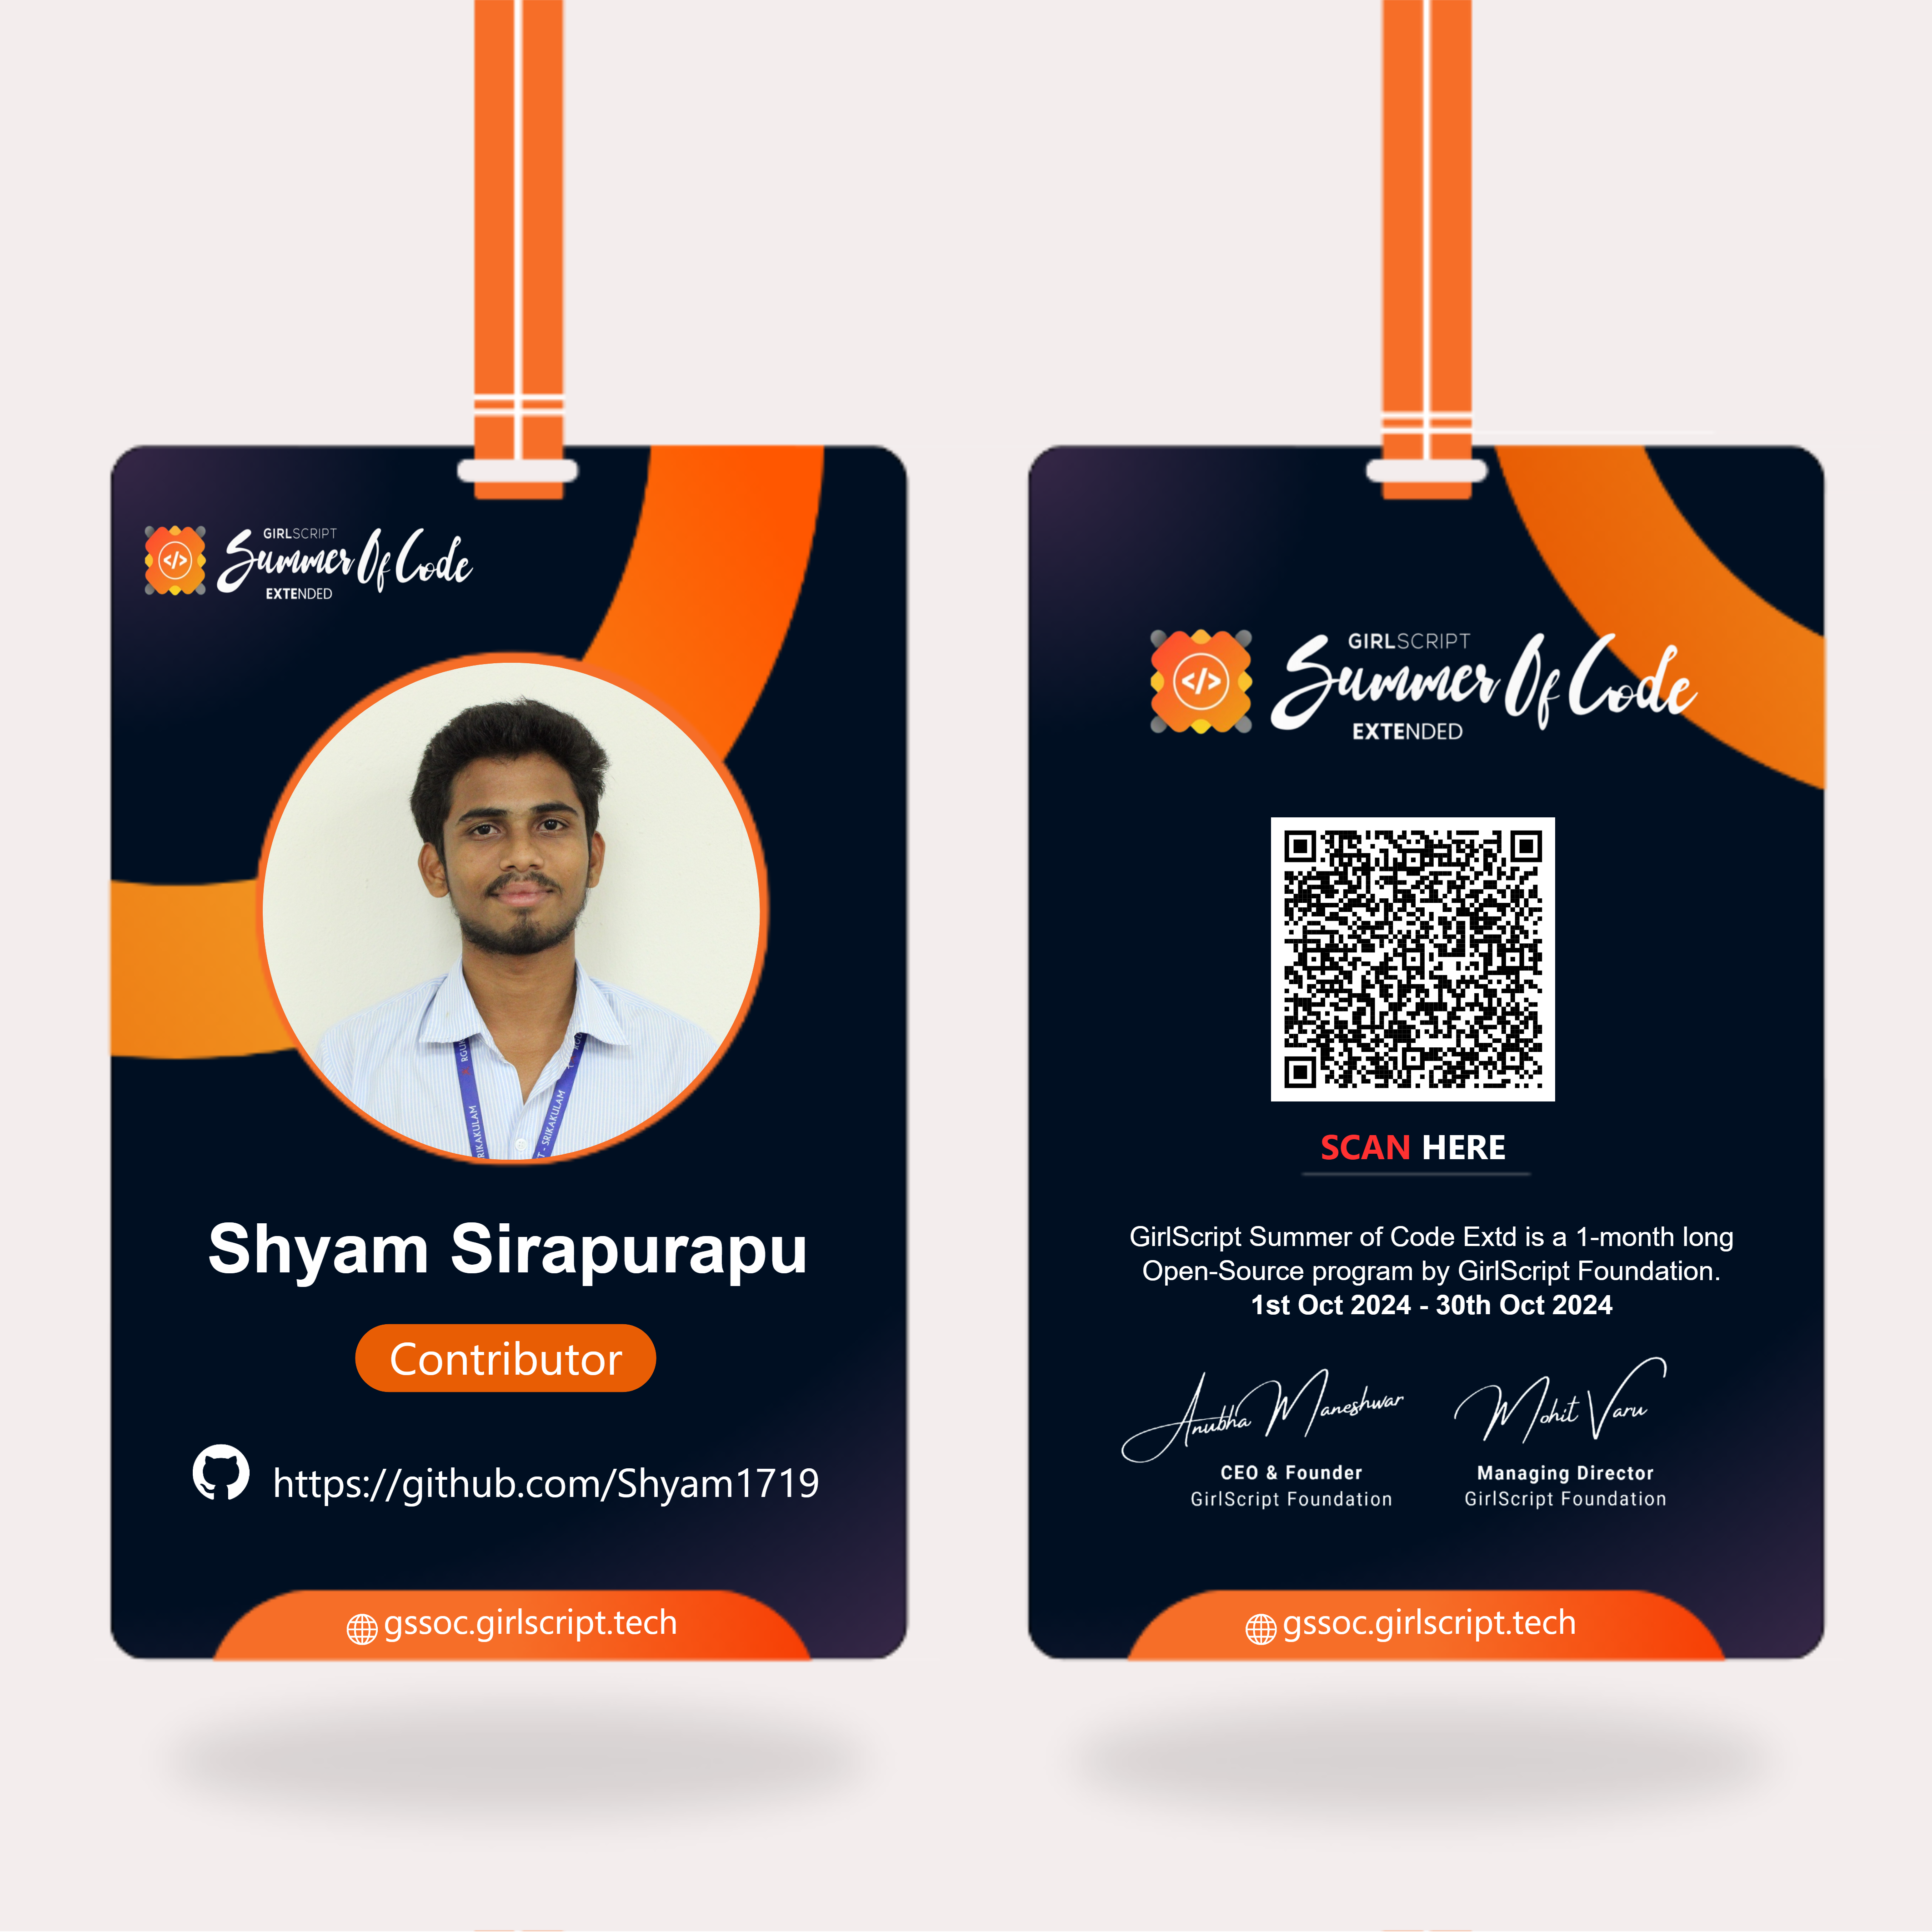 GIRLSCRIPT
Summer Of Code
EXTENDED
SRIKAKULAM
Shyam Sirapurapu
Contributor
https://github.com/Shyam1719
gssoc.girlscript.tech
GIRLSCRIPT
Summer Of Code
EXTENDED
SCAN HERE
GirlScript Summer of Code Extd is a 1-month long
Open-Source program by GirlScript Foundation.
1st Oct 2024 - 30th Oct 2024
Anubha Maneshwar
CEO & Founder
GirlScript Foundation
Mohit Varu
Managing Director
GirlScript Foundation
gssoc.girlscript.tech